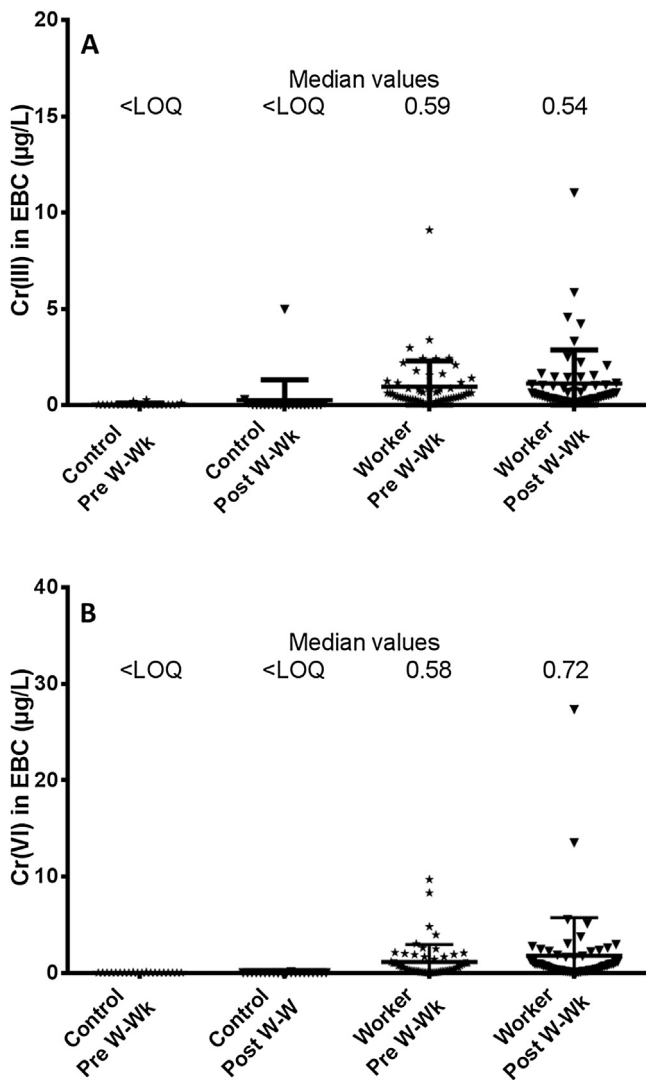 A
20
15
10
5
0
Cr(III) in EBC (µg/L)
Median values
<LOQ <LOQ 0.59 0.54
Control
Pre W-Wk
Control
Post W-Wk
Worker
Pre W-Wk
Worker
Post W-Wk
B
40
30
20
10
0
Cr(VI) in EBC (µg/L)
Median values
<LOQ <LOQ 0.58 0.72
Control
Pre W-Wk
Control
Post W-W
Worker
Pre W-Wk
Worker
Post W-Wk